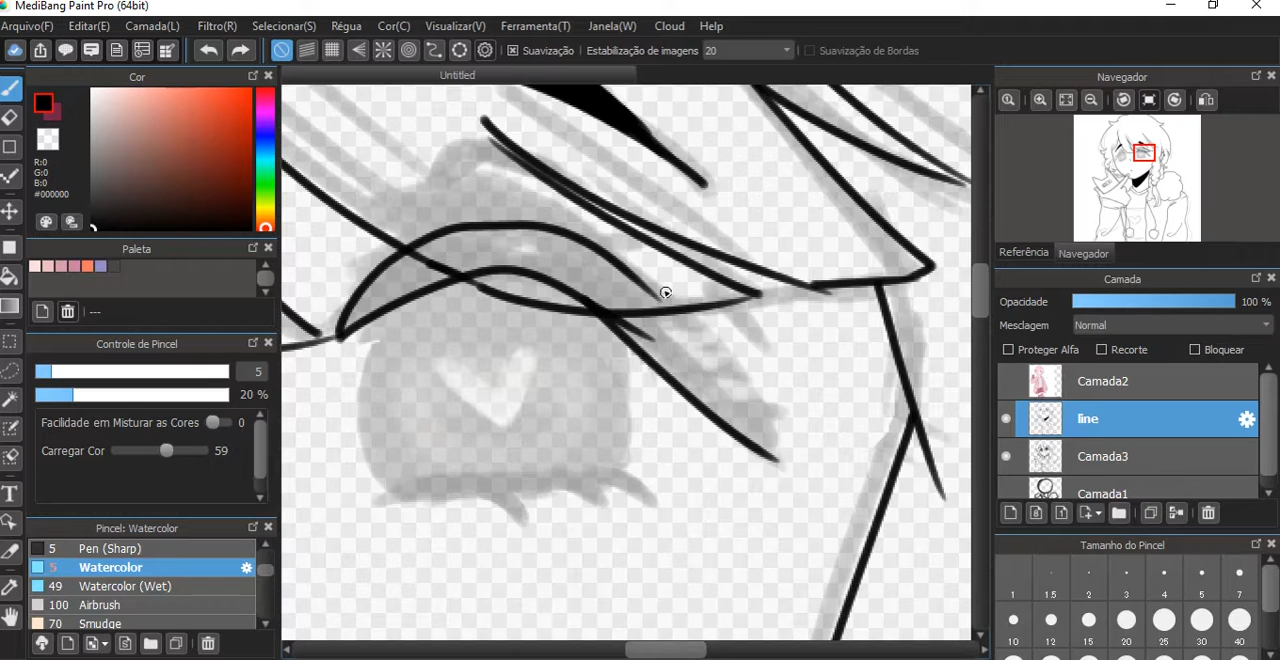 MediBang Paint Pro (64bit)
Arquivo(F) Editar(E) Camada(L) Filtro(R) Selecionar(S) Régua Cor(C) Visualizar(V) Ferramenta(T) Janela(W) Cloud Help
Suavização Estabilização de imagens 20 Suavização de Bordas
Cor
Untitled
Navegador
R:0
G:0
B:0
#000000
Paleta
Referência Navegador
Camada
Opacidade 100 %
Mesclagem Normal
Proteger Alfa Recorte Bloquear
---
Controle de Pincel
5
20 %
Facilidade em Misturar as Cores 0
Carregar Cor 59
Camada2
line
Camada3
Camada1
8 1
T
S
Pincel: Watercolor
5 Pen (Sharp)
5 Watercolor
49 Watercolor (Wet)
100 Airbrush
70 Smudge
Tamanho do Pincel
1 1.5 2 3 4 5 7
10 12 15 20 25 30 40